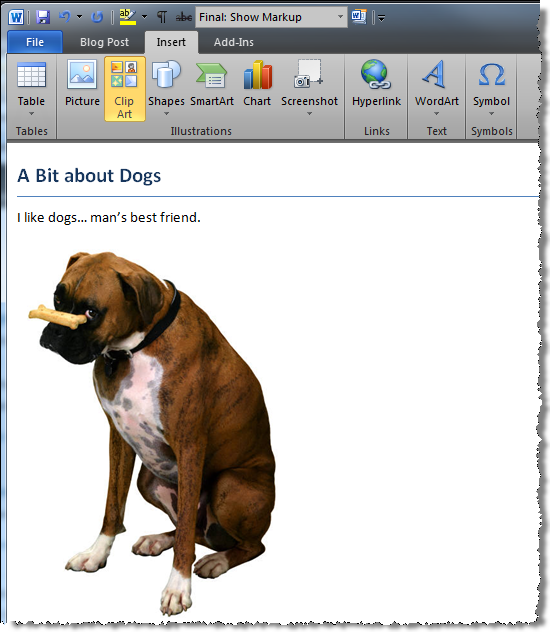 W abc Final: Show Markup
File Blog Post Insert Add-Ins
Table Picture Clip Art Shapes SmartArt Chart Screenshot Hyperlink WordArt Symbol
Tables Illustrations Links Text Symbols
A Bit about Dogs
I like dogs... man’s best friend.